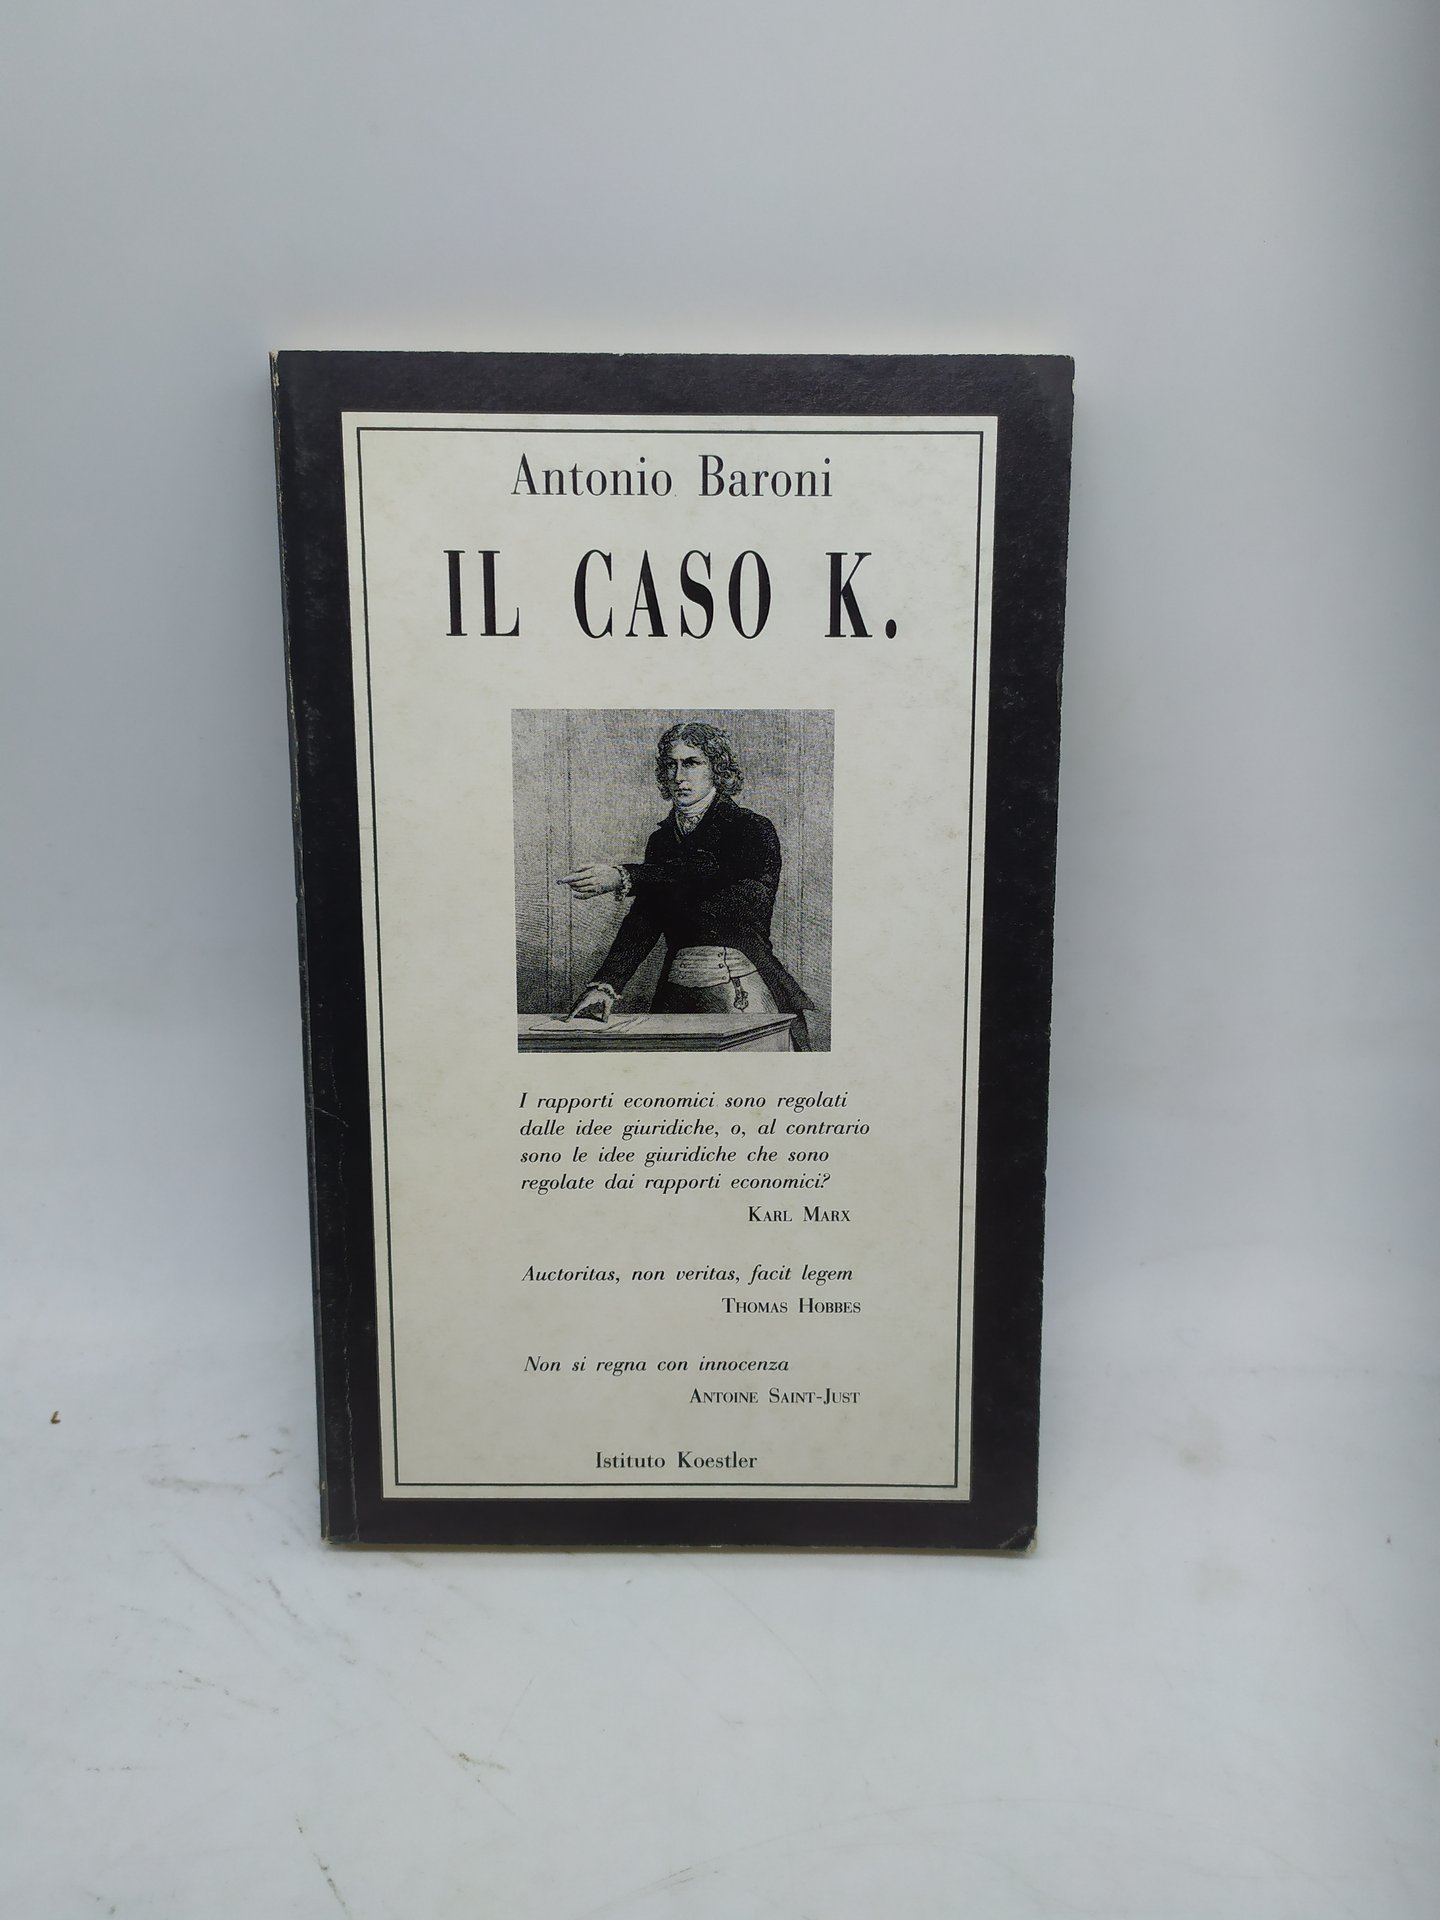 Antonio Baroni
IL CASO K.
I rapporti economici sono regolati
dalle idee giuridiche, o, al contrario
sono le idee giuridiche che sono
regolate dai rapporti economici?
KARL MARX
Auctoritas, non veritas, facit legem
THOMAS HOBBES
Non si regna con innocenza
ANTOINE SAINT-JUST
Istituto Koestler